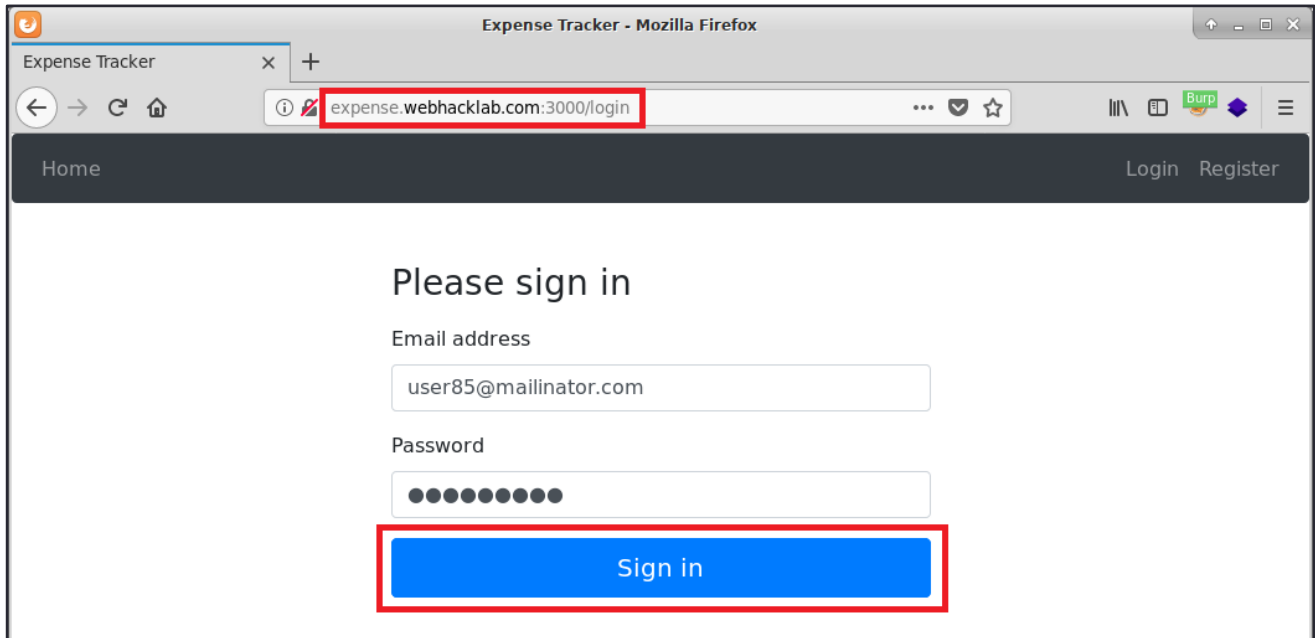 Expense Tracker - Mozilla Firefox
Expense Tracker
expense.webhacklab.com:3000/login
Burp
Home Login Register
Please sign in
Email address
user85@mailinator.com
Password
●●●●●●●●●
Sign in